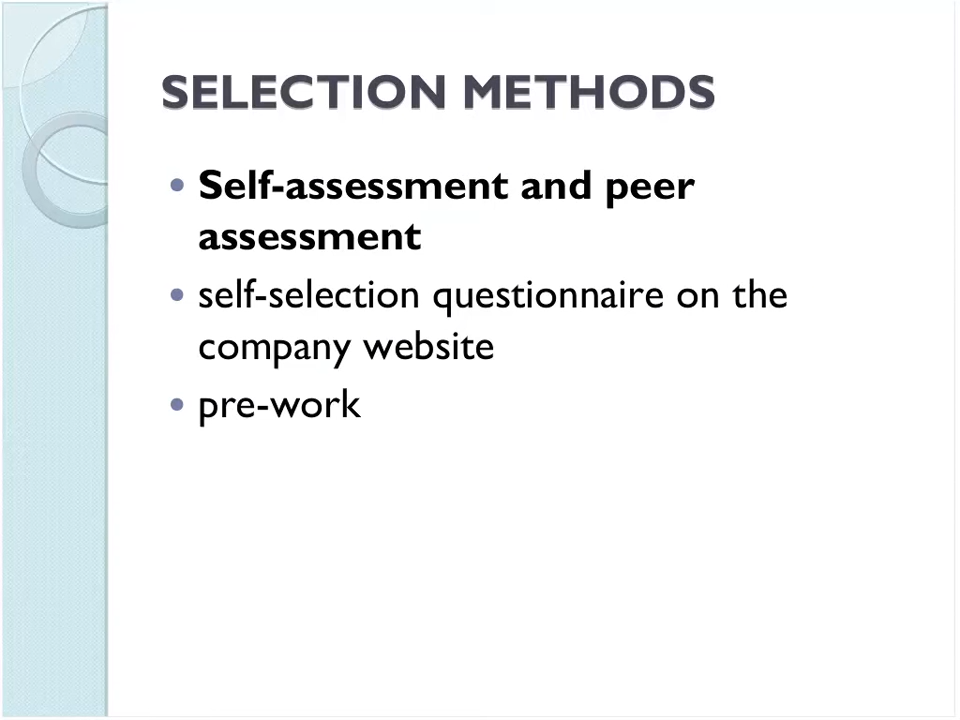 SELECTION METHODS
• Self-assessment and peer
assessment
• self-selection questionnaire on the
company website
• pre-work